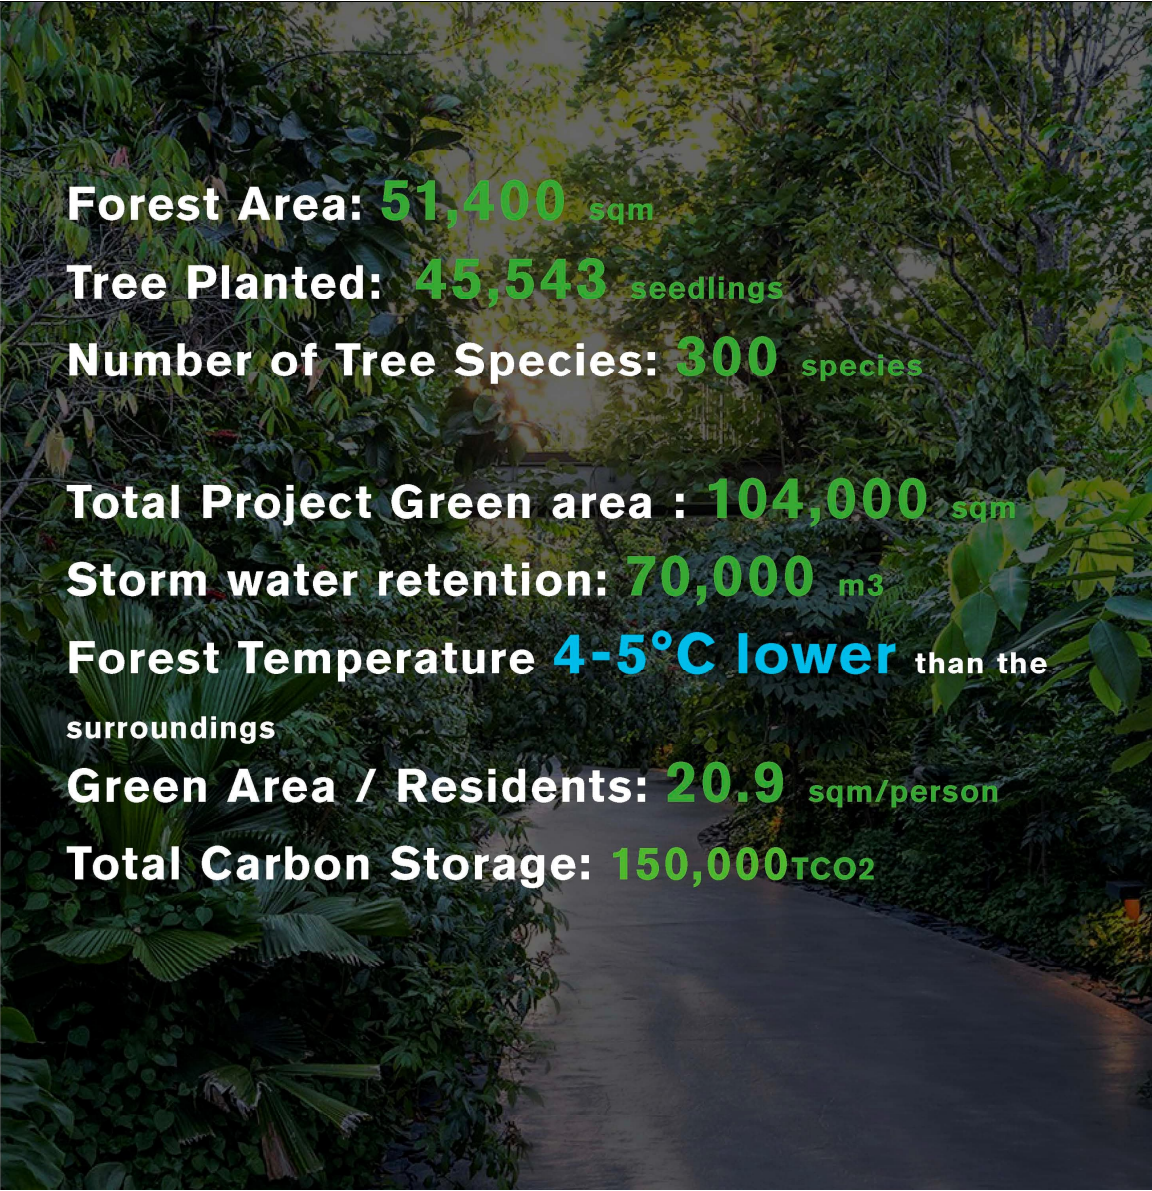 Forest Area: 51,400 sqm
Tree Planted: 45,543 seedlings
Number of Tree Species: 300 species
Total Project Green area : 104,000 sqm
Storm water retention: 70,000 m3
Forest Temperature 4-5°C lower than the
surroundings
Green Area / Residents: 20.9 sqm/person
Total Carbon Storage: 150,000TCO2